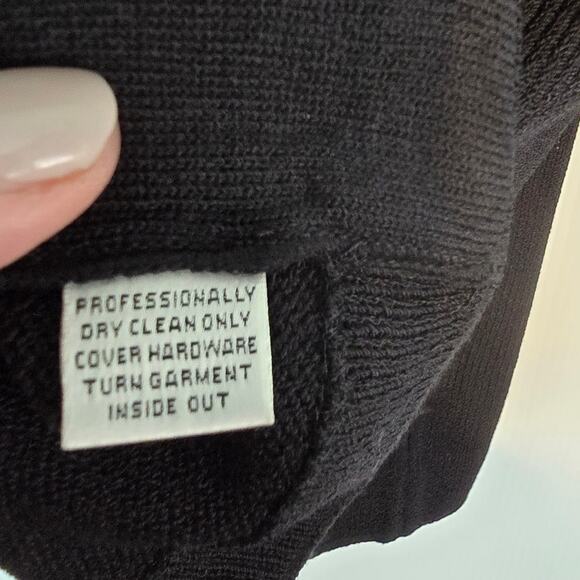 PROFESSIONALLY
DRY CLEAN ONLY
COVER HARDWARE
TURN GARMENT
INSIDE OUT